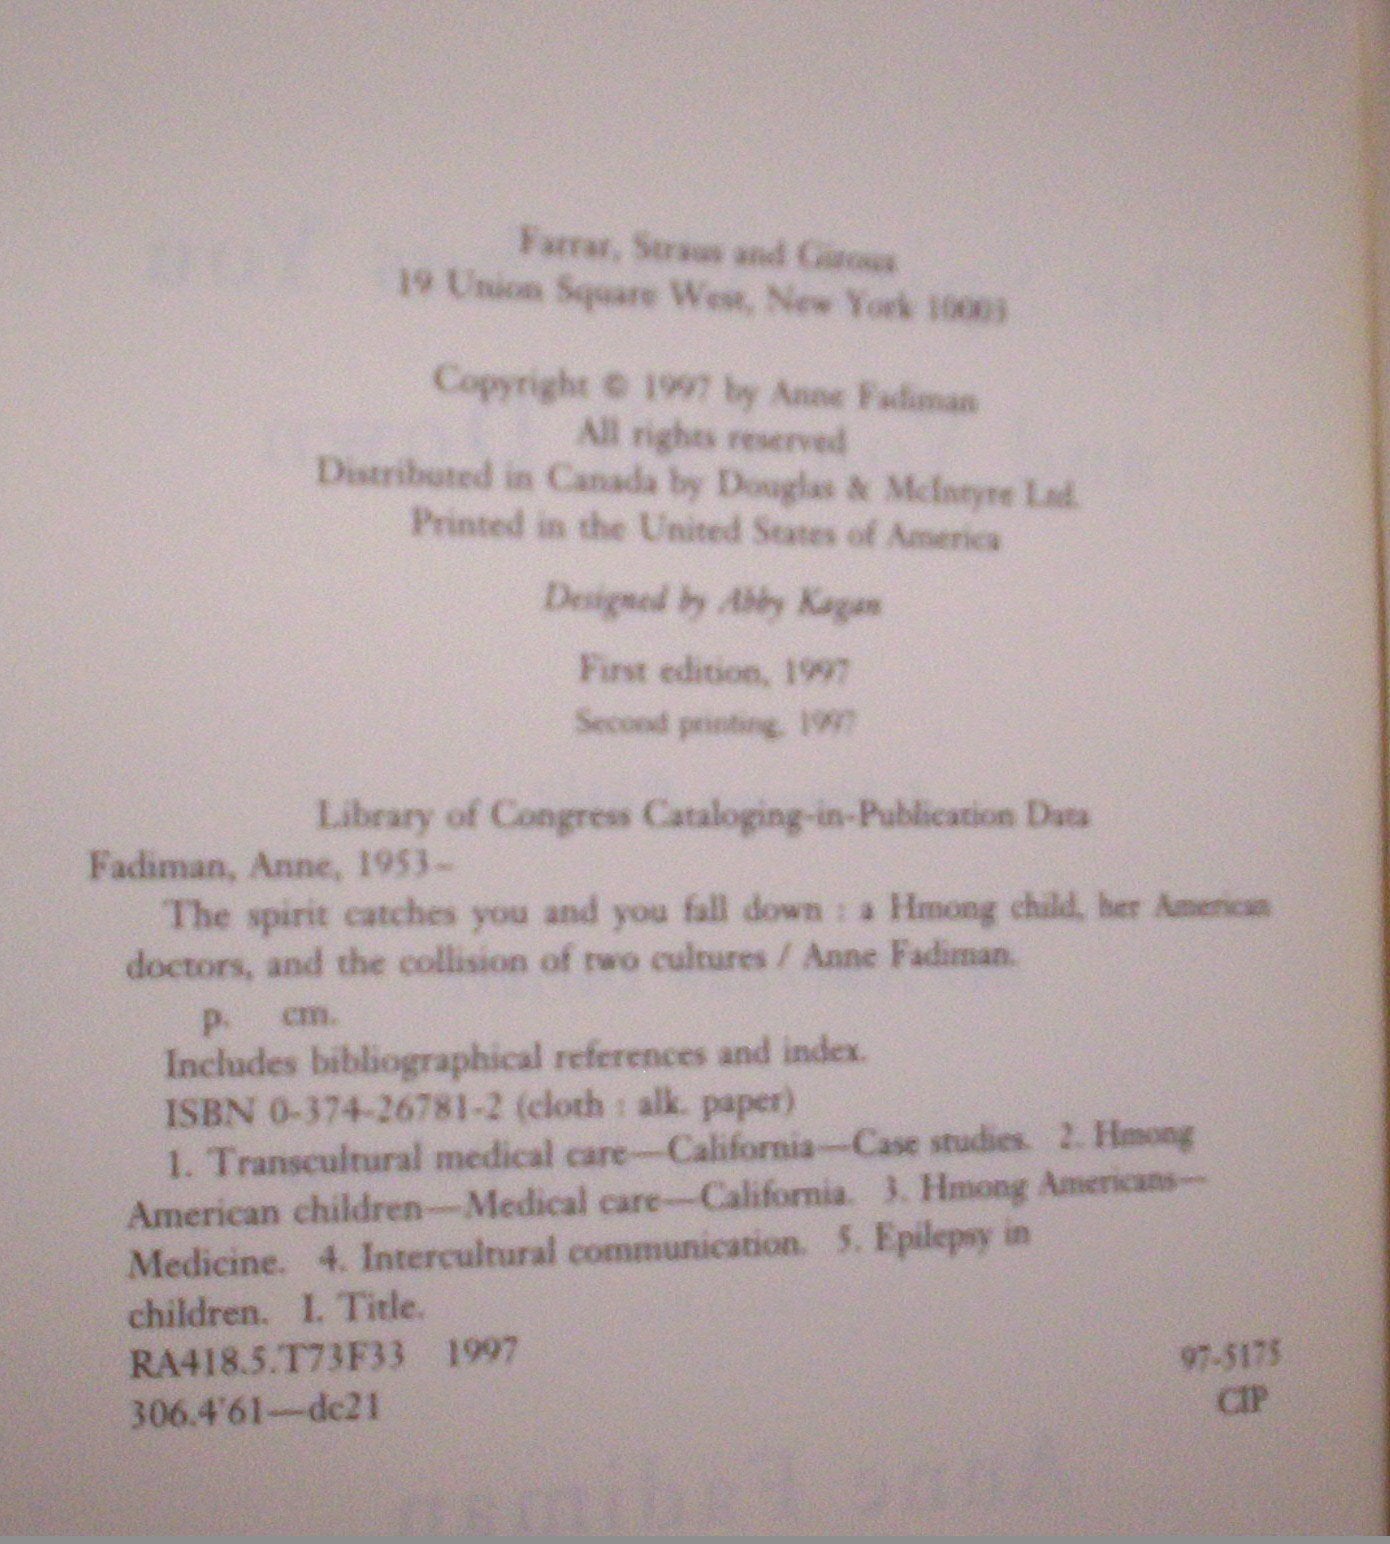 Farrar, Straus and Giroux
19 Union Square West, New York 10003
Copyright © 1997 by Anne Fadiman
All rights reserved
Distributed in Canada by Douglas & McIntyre Ltd.
Printed in the United States of America
Designed by Abby Kagan
First edition, 1997
Second printing, 1997
Library of Congress Cataloging-in-Publication Data
Fadiman, Anne, 1953–
The spirit catches you and you fall down : a Hmong child, her American
doctors, and the collision of two cultures / Anne Fadiman.
p. cm.
Includes bibliographical references and index.
ISBN 0-374-26781-2 (cloth : alk. paper)
1. Transcultural medical care—California—Case studies. 2. Hmong
American children—Medical care—California. 3. Hmong Americans—
Medicine. 4. Intercultural communication. 5. Epilepsy in
children. I. Title.
RA418.5.T73F33 1997
97-5175
306.4'61—dc21
CIP